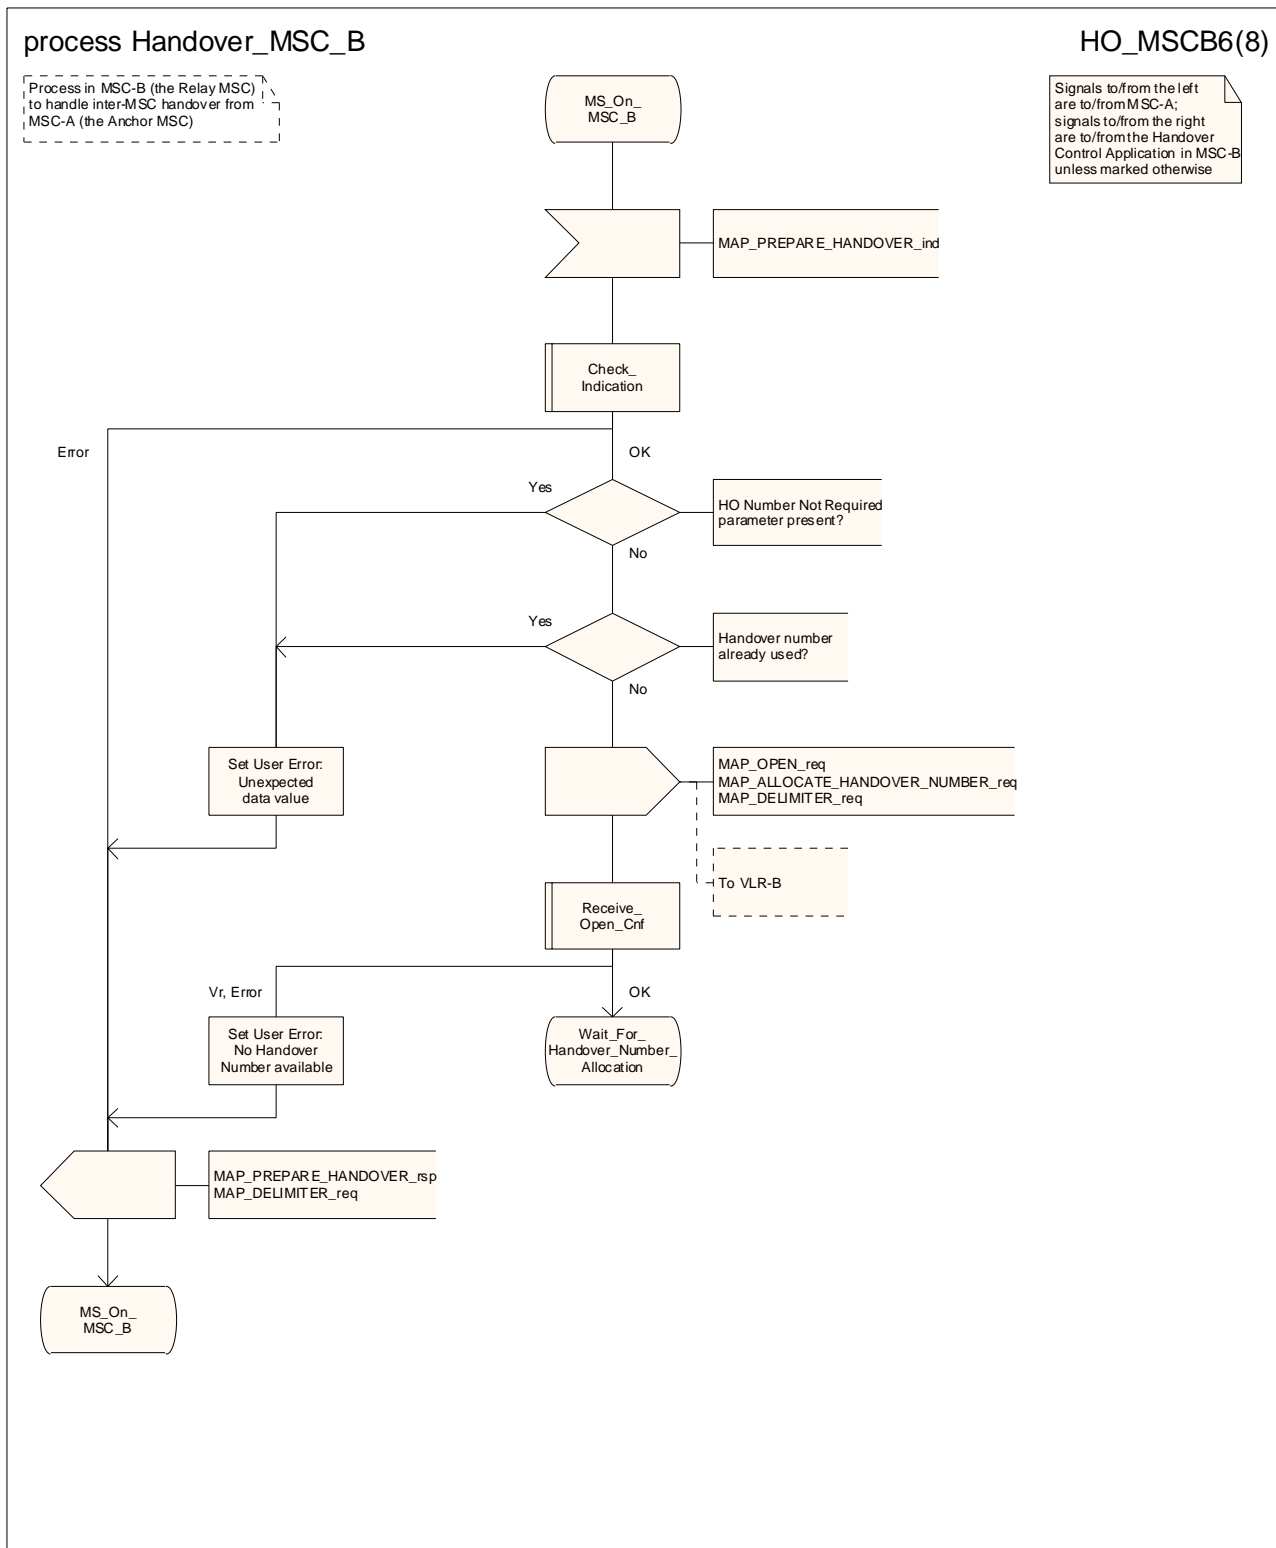 process Handover_MSC_B
HO_MSCB6(8)
Process in MSC-B (the Relay MSC)
to handle inter-MSC handover from
MSC-A (the Anchor MSC)
MS_On_
MSC_B
Signals to/from the left
are to/from MSC-A;
signals to/from the right
are to/from the Handover
Control Application in MSC-B
unless marked otherwise
MAP_PREPARE_HANDOVER_ind
Check_
Indication
Error
OK
Yes
HO Number Not Required
parameter present?
No
Yes
Handover number
already used?
No
Set User Error:
Unexpected
data value
MAP_OPEN_req
MAP_ALLOCATE_HANDOVER_NUMBER_req
MAP_DELIMITER_req
To VLR-B
Receive_
Open_Cnf
Vr, Error
OK
Set User Error:
No Handover
Number available
Wait_For_
Handover_Number_
Allocation
MAP_PREPARE_HANDOVER_rsp
MAP_DELIMITER_req
MS_On_
MSC_B